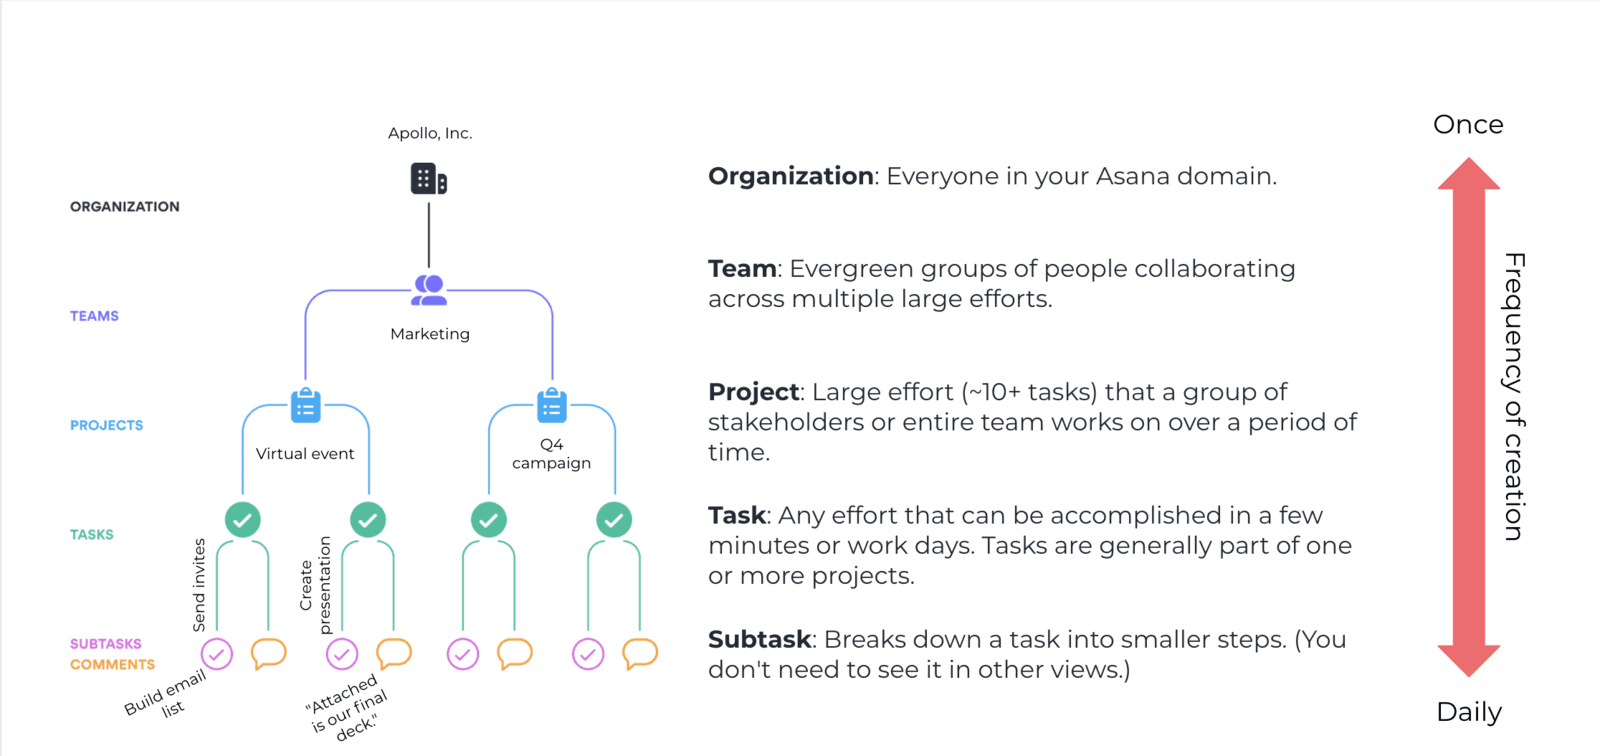 Apollo, Inc.
ORGANIZATION
TEAMS
Marketing
PROJECTS
Virtual event
Q4
campaign
TASKS
Send invites
Create
presentation
SUBTASKS
COMMENTS
Build email
list
"Attached
is our final
deck."
Organization: Everyone in your Asana domain.
Team: Evergreen groups of people collaborating
across multiple large efforts.
Project: Large effort (~10+ tasks) that a group of
stakeholders or entire team works on over a period of
time.
Task: Any effort that can be accomplished in a few
minutes or work days. Tasks are generally part of one
or more projects.
Subtask: Breaks down a task into smaller steps. (You
don't need to see it in other views.)
Once
Frequency of creation
Daily